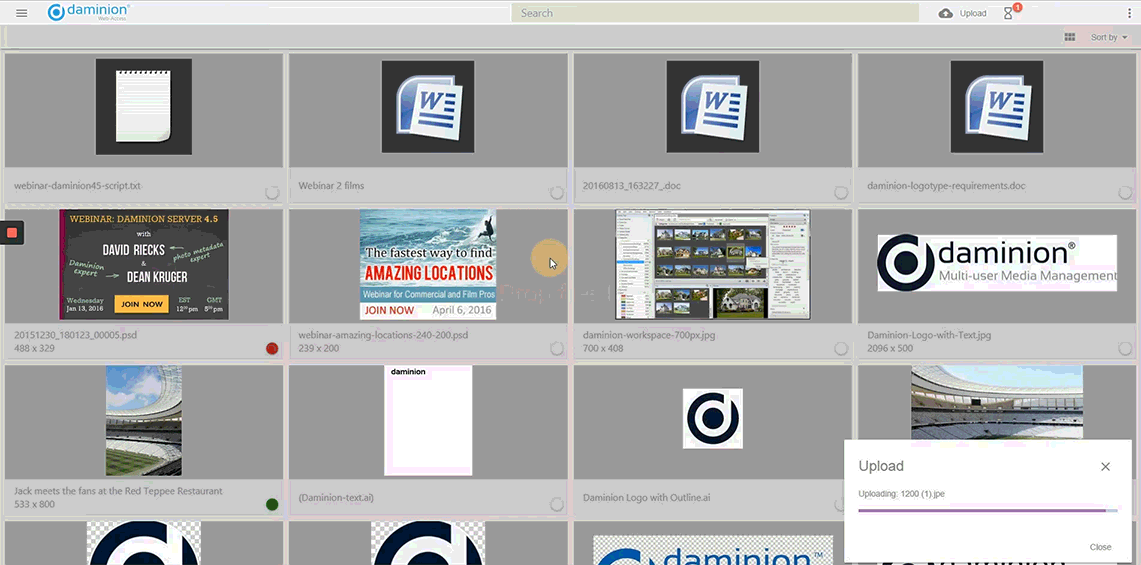 daminion®
Web-Access
Search
Upload
1
Sort by
W
W
W
webinar-daminion45-script.txt
Webinar 2 films
20160813_163227_.doc
daminion-logotype-requirements.doc
WEBINAR: DAMINION SERVER 4.5
with
DAVID RIECKS
photo metadata
expert
&
Daminion
expert
DEAN KRUGER
Wednesday
Jan 13, 2016
JOIN NOW
EST
12:00pm
GMT
5:00pm
The fastest way to find
AMAZING LOCATIONS
Webinar for Commercial and Film Pros
JOIN NOW
April 6, 2016
daminion®
Multi-user Media Management
20151230_180123_00005.psd
488 x 329
webinar-amazing-locations-240-200.psd
239 x 200
daminion-workspace-700px.jpg
700 x 408
Daminion-Logo-with-Text.jpg
2096 x 500
daminion
Jack meets the fans at the Red Teppee Restaurant
533 x 800
(Daminion-text.ai)
Daminion Logo with Outline.ai
Upload
Uploading: 1200 (1).jpe
Close
daminion™